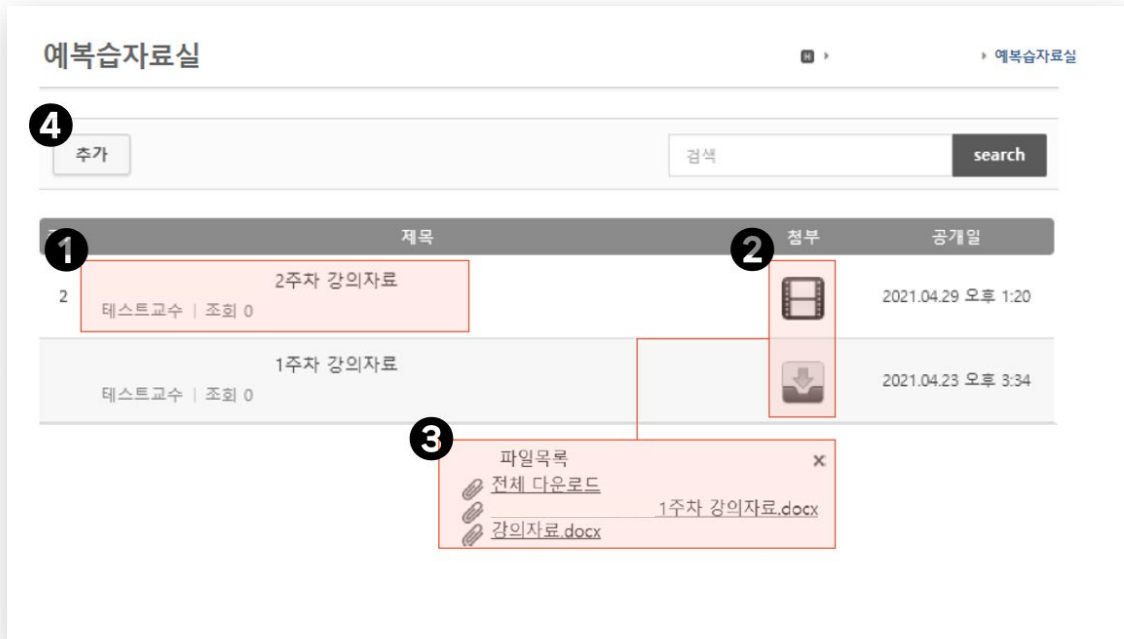 예복습자료실
H 예복습자료실
4
추가
검색 search
1 제목 2 첨부 공개일
2주차 강의자료
2 테스트교수 | 조회 0 2021.04.29 오후 1:20
1주차 강의자료
테스트교수 | 조회 0 2021.04.23 오후 3:34
3
파일목록 ×
전체 다운로드
1주차 강의자료.docx
강의자료.docx